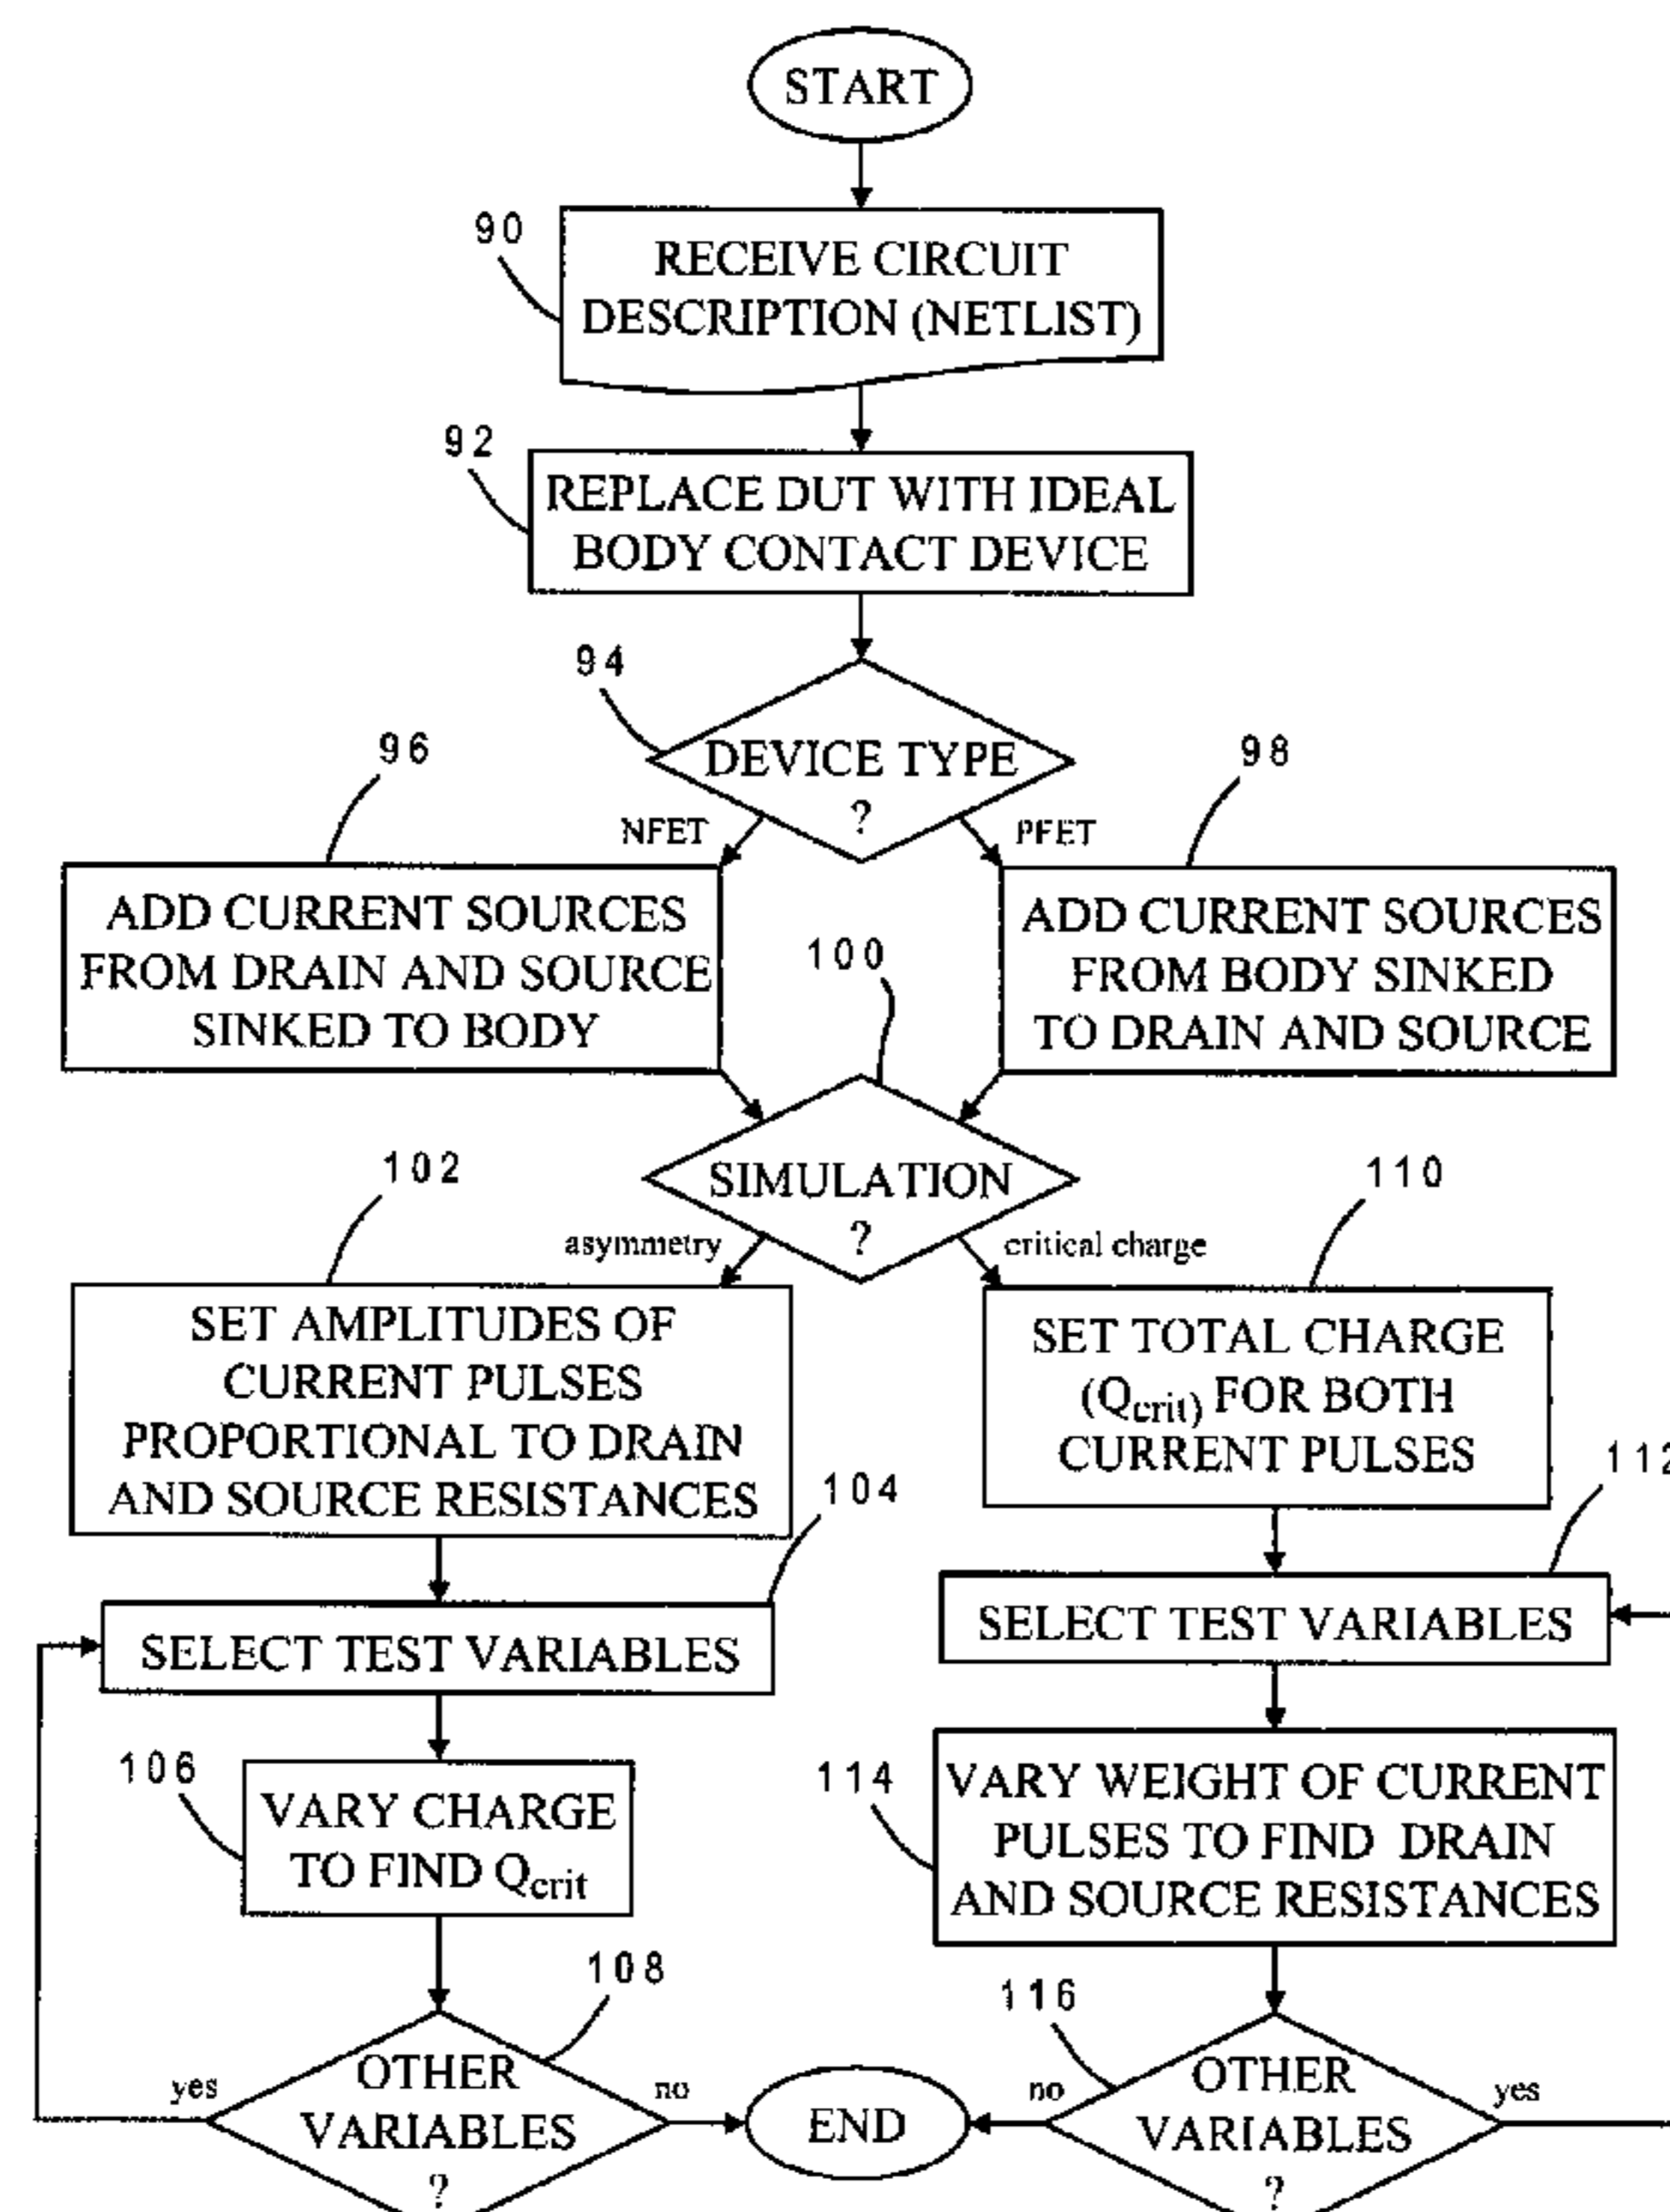 START
90
RECEIVE CIRCUIT
DESCRIPTION (NETLIST)
92
REPLACE DUT WITH IDEAL
BODY CONTACT DEVICE
94
DEVICE TYPE
?
NFET
PFET
96
ADD CURRENT SOURCES
FROM DRAIN AND SOURCE
SINKED TO BODY
98
ADD CURRENT SOURCES
FROM BODY SINKED
TO DRAIN AND SOURCE
100
SIMULATION
?
asymmetry
critical charge
102
SET AMPLITUDES OF
CURRENT PULSES
PROPORTIONAL TO DRAIN
AND SOURCE RESISTANCES
110
SET TOTAL CHARGE
(Qcrit) FOR BOTH
CURRENT PULSES
104
SELECT TEST VARIABLES
112
SELECT TEST VARIABLES
106
VARY CHARGE
TO FIND Qcrit
114
VARY WEIGHT OF CURRENT
PULSES TO FIND DRAIN
AND SOURCE RESISTANCES
108
OTHER
VARIABLES
?
yes
no
END
116
OTHER
VARIABLES
?
no
yes